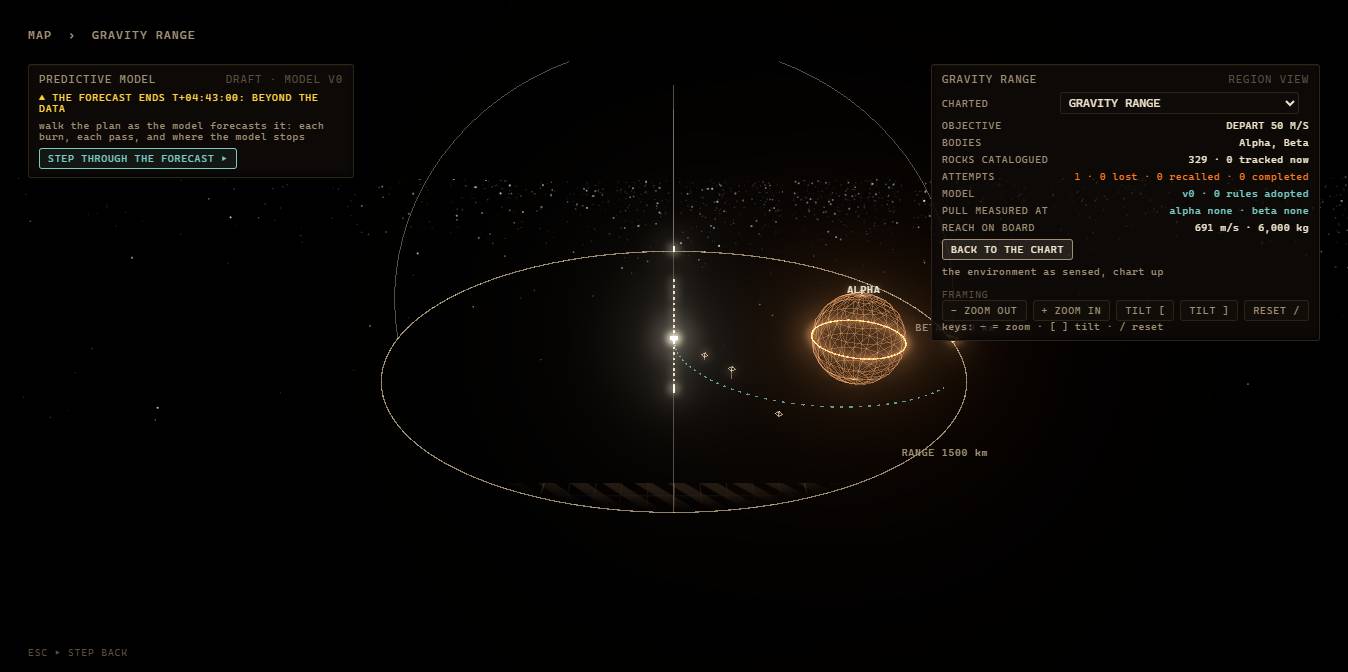 MAP › GRAVITY RANGE
PREDICTIVE MODEL DRAFT · MODEL V0
▲ THE FORECAST ENDS T+04:43:00: BEYOND THE
DATA
walk the plan as the model forecasts it: each
burn, each pass, and where the model stops
STEP THROUGH THE FORECAST ▸
GRAVITY RANGE REGION VIEW
CHARTED GRAVITY RANGE
OBJECTIVE DEPART 50 M/S
BODIES Alpha, Beta
ROCKS CATALOGUED 329 · 0 tracked now
ATTEMPTS 1 · 0 lost · 0 recalled · 0 completed
MODEL v0 · 0 rules adopted
PULL MEASURED AT alpha none · beta none
REACH ON BOARD 691 m/s · 6,000 kg
BACK TO THE CHART
the environment as sensed, chart up
FRAMING
− ZOOM OUT + ZOOM IN TILT [ TILT ] RESET /
keys: − = zoom · [ ] tilt · / reset
ALPHA
RANGE 1500 km
ESC ▸ STEP BACK